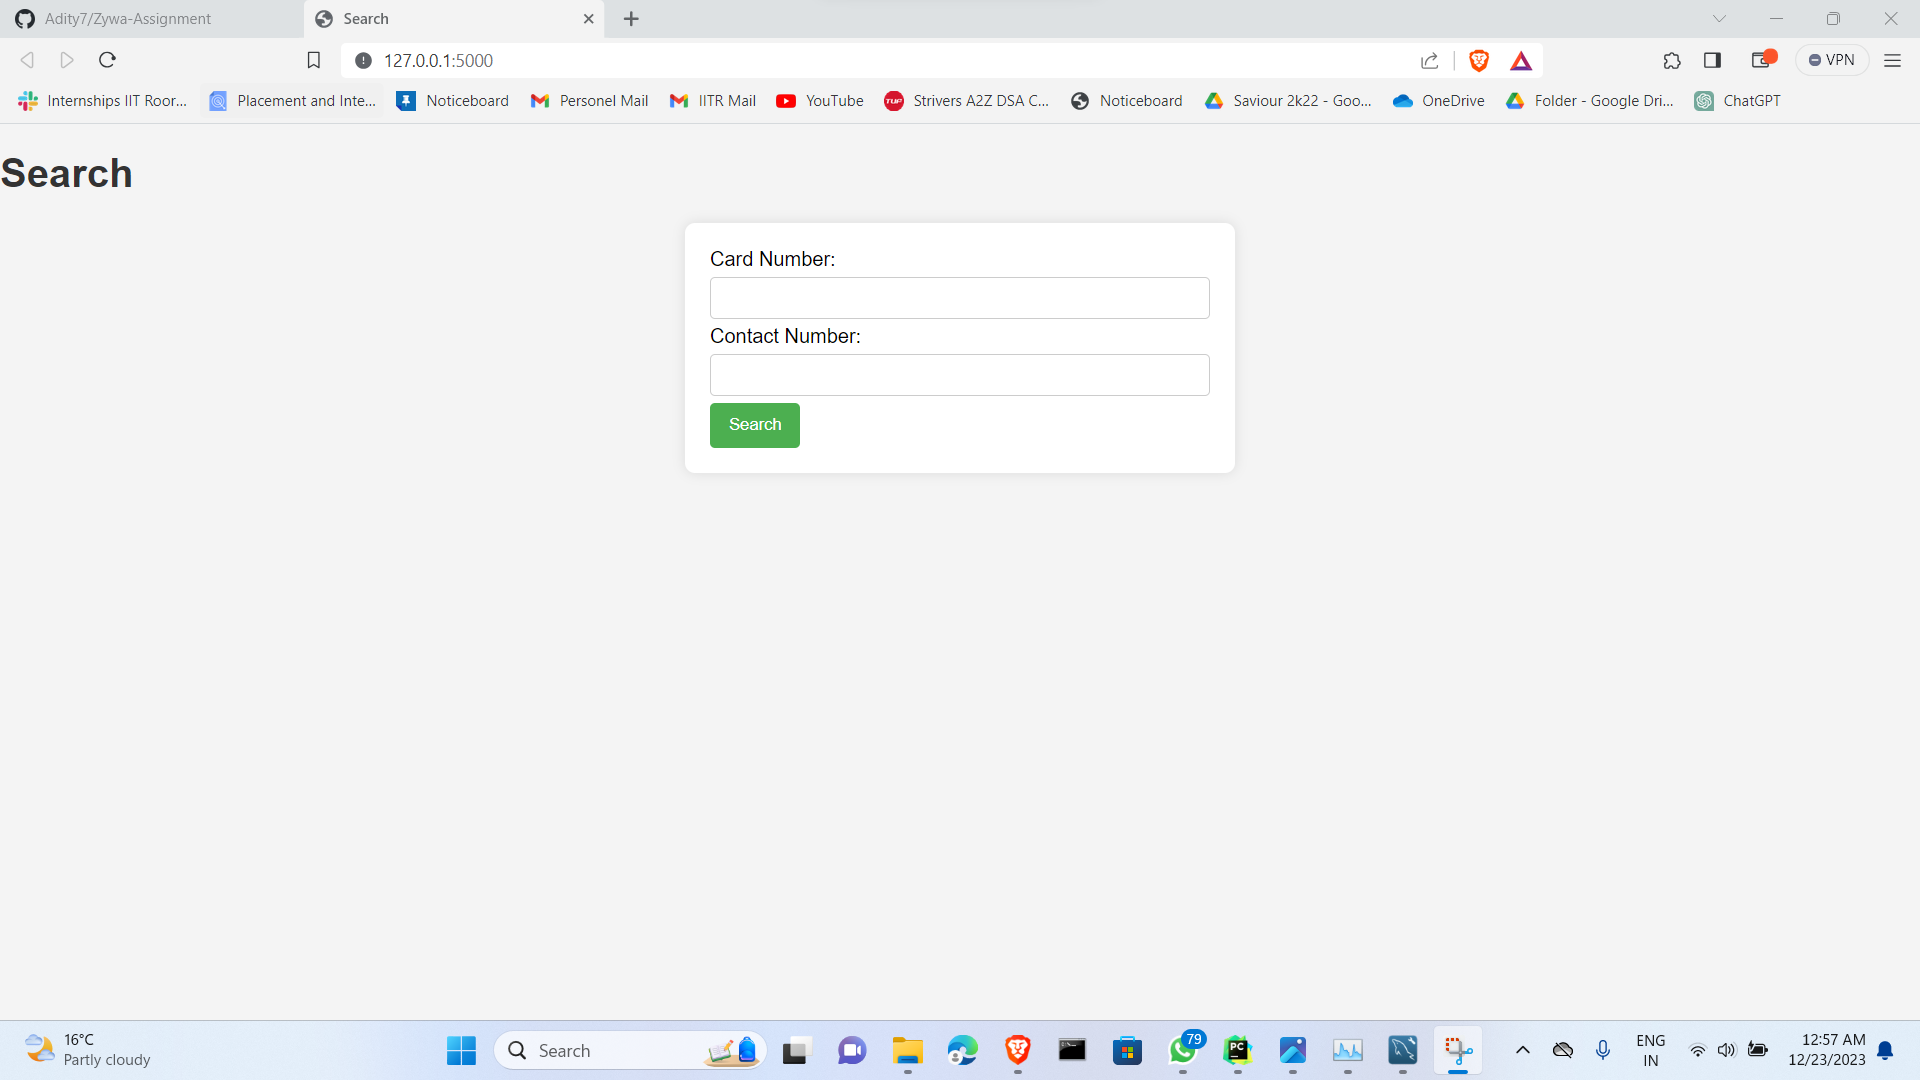 Adity7/Zywa-Assignment
Search
127.0.0.1:5000
VPN
Internships IIT Roor...
Placement and Inte...
Noticeboard
Personel Mail
IITR Mail
YouTube
TUF
Strivers A2Z DSA C...
Noticeboard
Saviour 2k22 - Goo...
OneDrive
Folder - Google Dri...
ChatGPT
Search
Card Number:
Contact Number:
Search
16°C
Partly cloudy
Search
79
PC
ENG
IN
12:57 AM
12/23/2023